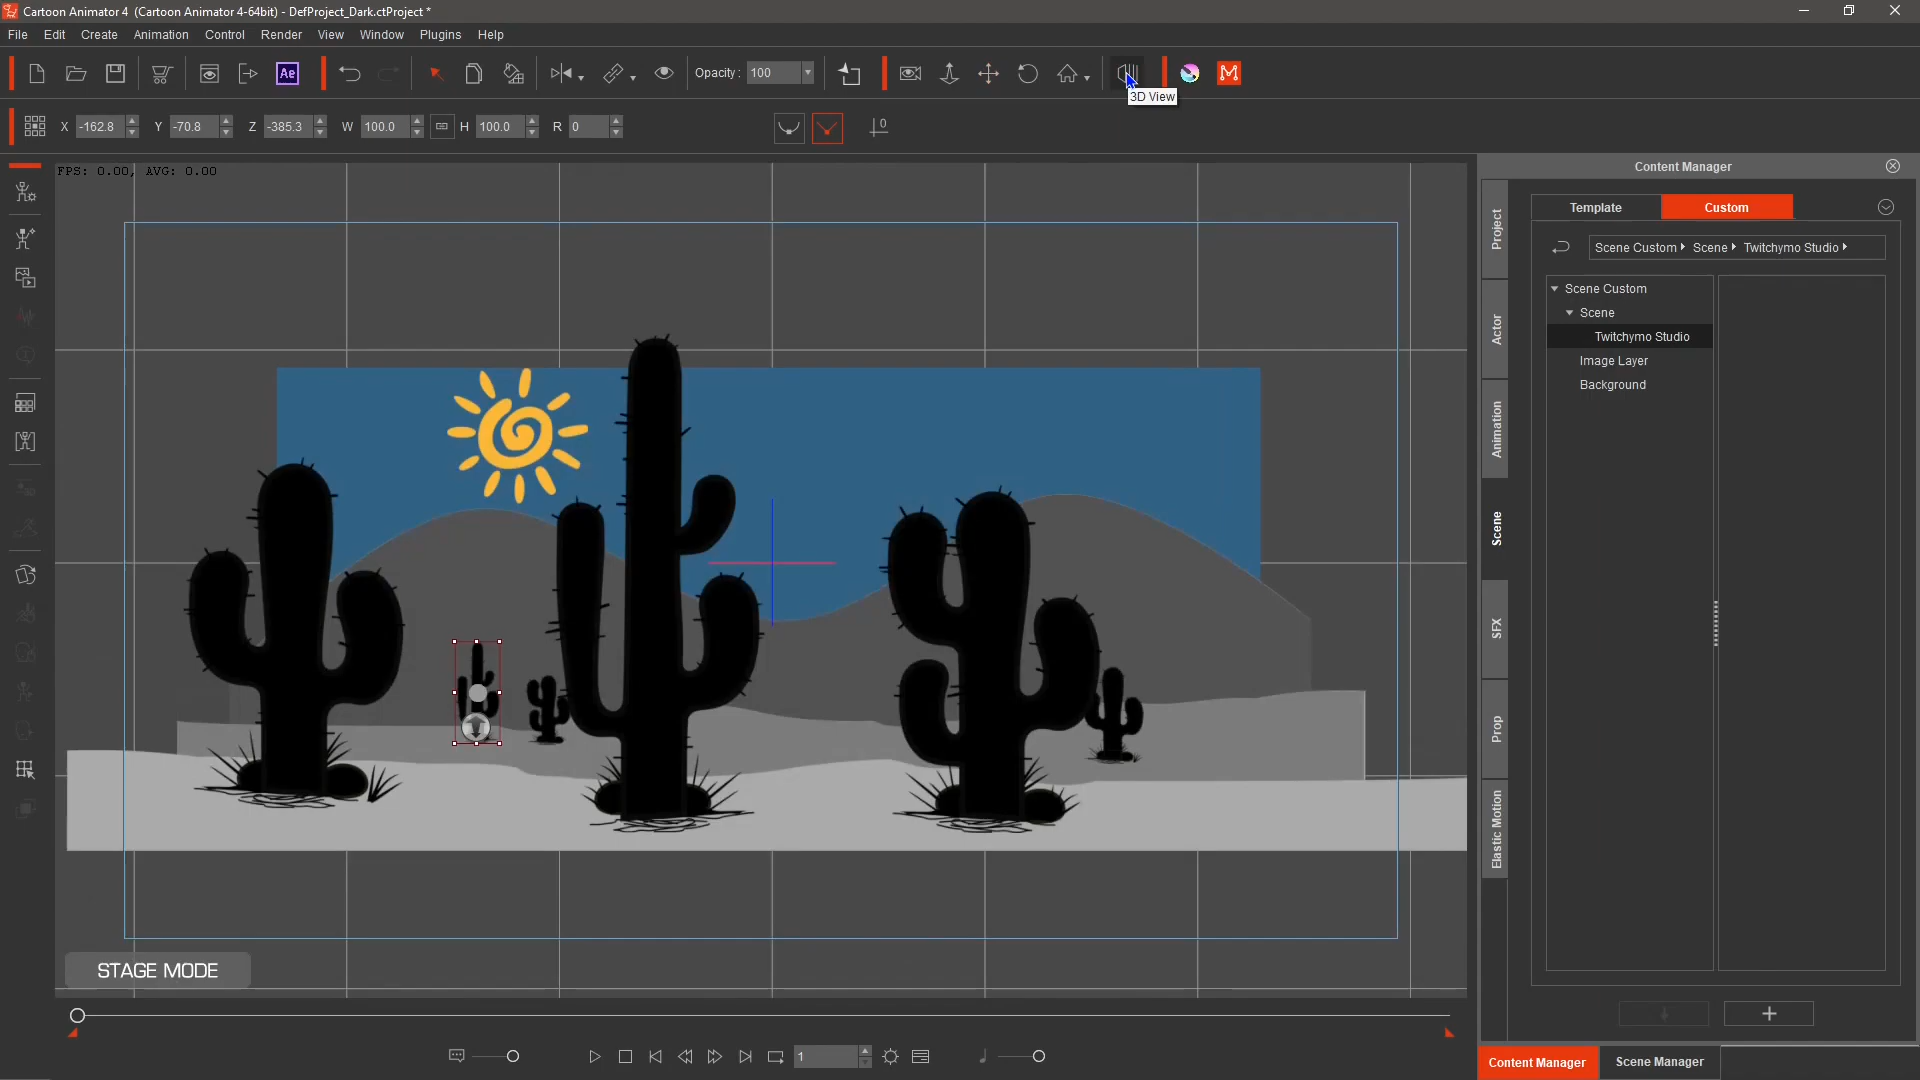 Cartoon Animator 4 (Cartoon Animator 4-64bit) - DefProject_Dark.ctProject *
File Edit Create Animation Control Render View Window Plugins Help
Ae
Opacity : 100
3D View
X -162.8 Y -70.8 Z -385.3 W 100.0 H 100.0 R 0
0
FPS: 0.00, AVG: 0.00
Content Manager
Template Custom
Scene Custom Scene Twitchymo Studio
Scene Custom
Scene
Twitchymo Studio
Image Layer
Background
Project
Actor
Animation
Scene
SFX
Prop
Elastic Motion
STAGE MODE
1
Content Manager Scene Manager